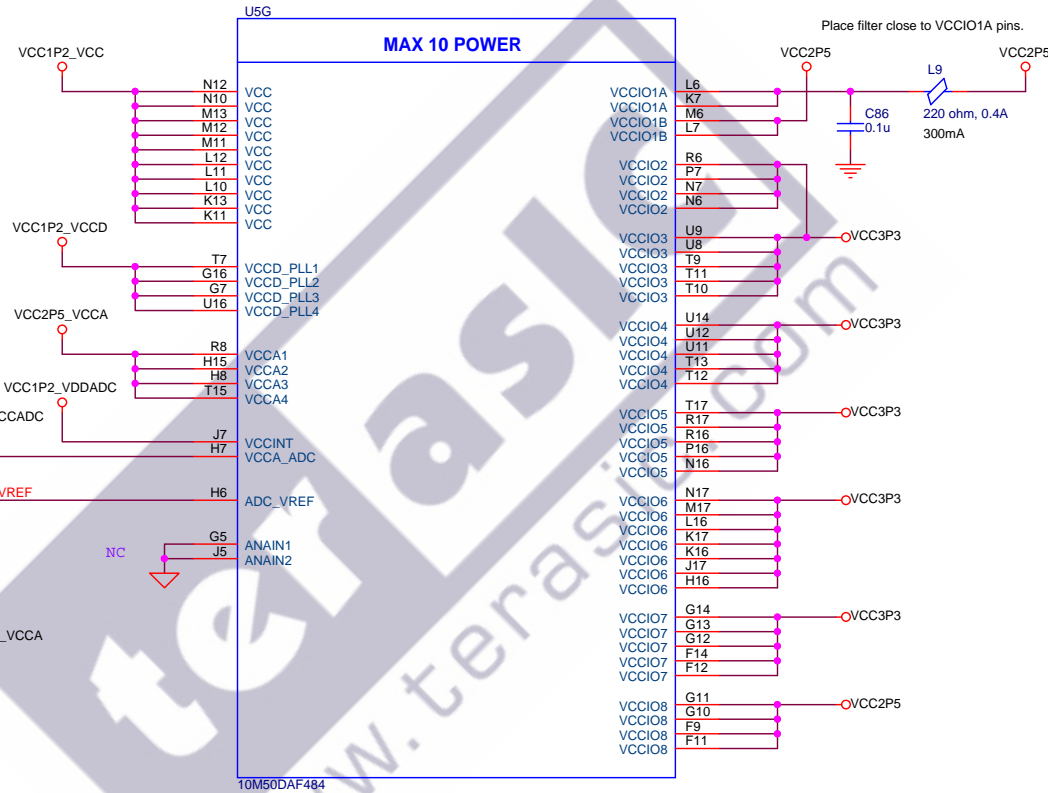 U5G
MAX 10 POWER
Place filter close to VCCIO1A pins.
VCC1P2_VCC
VCC2P5
VCC2P5
L9
220 ohm, 0.4A
300mA
C86
0.1u
N12 VCC
N10 VCC
M13 VCC
M12 VCC
M11 VCC
L12 VCC
L11 VCC
L10 VCC
K13 VCC
K11 VCC
VCC1P2_VCCD
T7 VCCD_PLL1
G16 VCCD_PLL2
G7 VCCD_PLL3
U16 VCCD_PLL4
VCC2P5_VCCA
R8 VCCA1
H15 VCCA2
H8 VCCA3
T15 VCCA4
VCC1P2_VDDADC
CCADC
J7 VCCINT
H7 VCCA_ADC
VREF
H6 ADC_VREF
NC
G5 ANAIN1
J5 ANAIN2
_VCCA
VCCIO1A L6
VCCIO1A K7
VCCIO1B M6
VCCIO1B L7
VCCIO2 R6
VCCIO2 P7
VCCIO2 N7
VCCIO2 N6
VCCIO3 U9 VCC3P3
VCCIO3 U8
VCCIO3 T9
VCCIO3 T11
VCCIO3 T10
VCCIO4 U14 VCC3P3
VCCIO4 U12
VCCIO4 U11
VCCIO4 T13
VCCIO4 T12
VCCIO5 T17 VCC3P3
VCCIO5 R17
VCCIO5 R16
VCCIO5 P16
VCCIO5 N16
VCCIO6 N17 VCC3P3
VCCIO6 M17
VCCIO6 L16
VCCIO6 K17
VCCIO6 K16
VCCIO6 J17
VCCIO6 H16
VCCIO7 G14 VCC3P3
VCCIO7 G13
VCCIO7 G12
VCCIO7 F14
VCCIO7 F12
VCCIO8 G11 VCC2P5
VCCIO8 G10
VCCIO8 F9
VCCIO8 F11
10M50DAF484
terasic
w.terasic.com